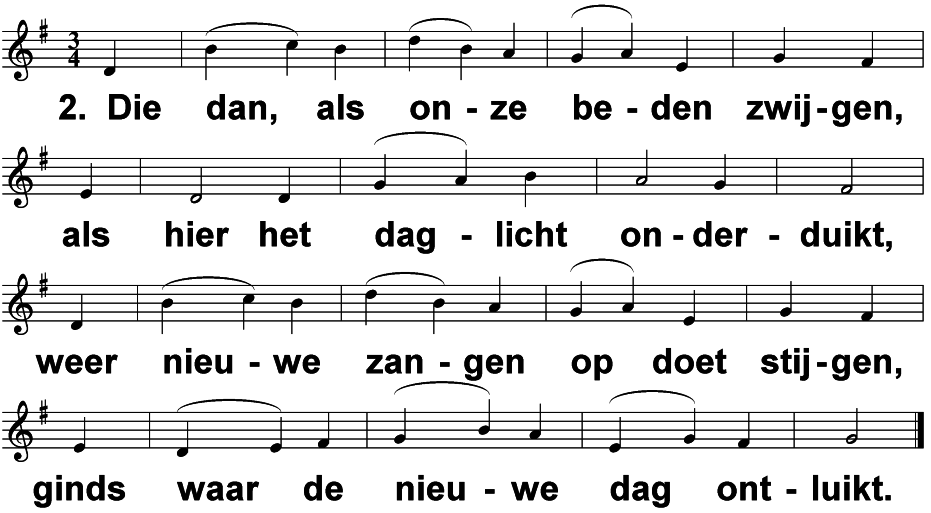 2. Die dan, als on - ze be - den zwij - gen,
als hier het dag - licht on - der - duikt,
weer nieu - we zan - gen op doet stij - gen,
ginds waar de nieu - we dag ont - luikt.